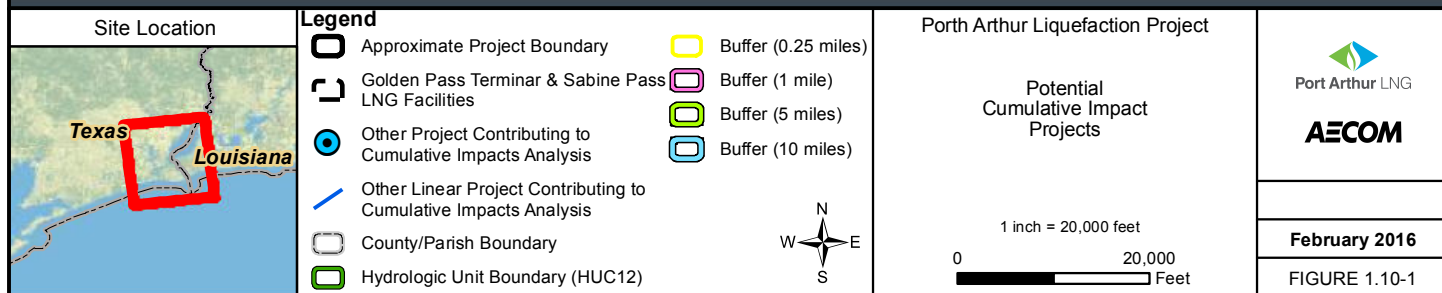 Site Location
Texas
Louisiana
Legend
Approximate Project Boundary
Golden Pass Terminar & Sabine Pass
LNG Facilities
Other Project Contributing to
Cumulative Impacts Analysis
Other Linear Project Contributing to
Cumulative Impacts Analysis
County/Parish Boundary
Hydrologic Unit Boundary (HUC12)
Buffer (0.25 miles)
Buffer (1 mile)
Buffer (5 miles)
Buffer (10 miles)
N
W E
S
Porth Arthur Liquefaction Project
Potential
Cumulative Impact
Projects
1 inch = 20,000 feet
0 20,000
Feet
Port Arthur LNG
AECOM
February 2016
FIGURE 1.10-1